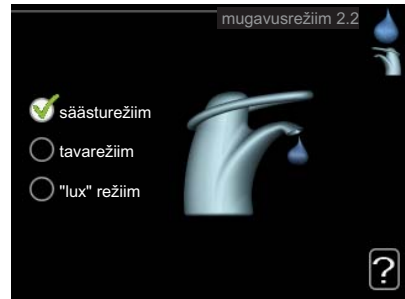 mugavusrežiim 2.2
säästurežiim
tavarežiim
"lux" režiim
?